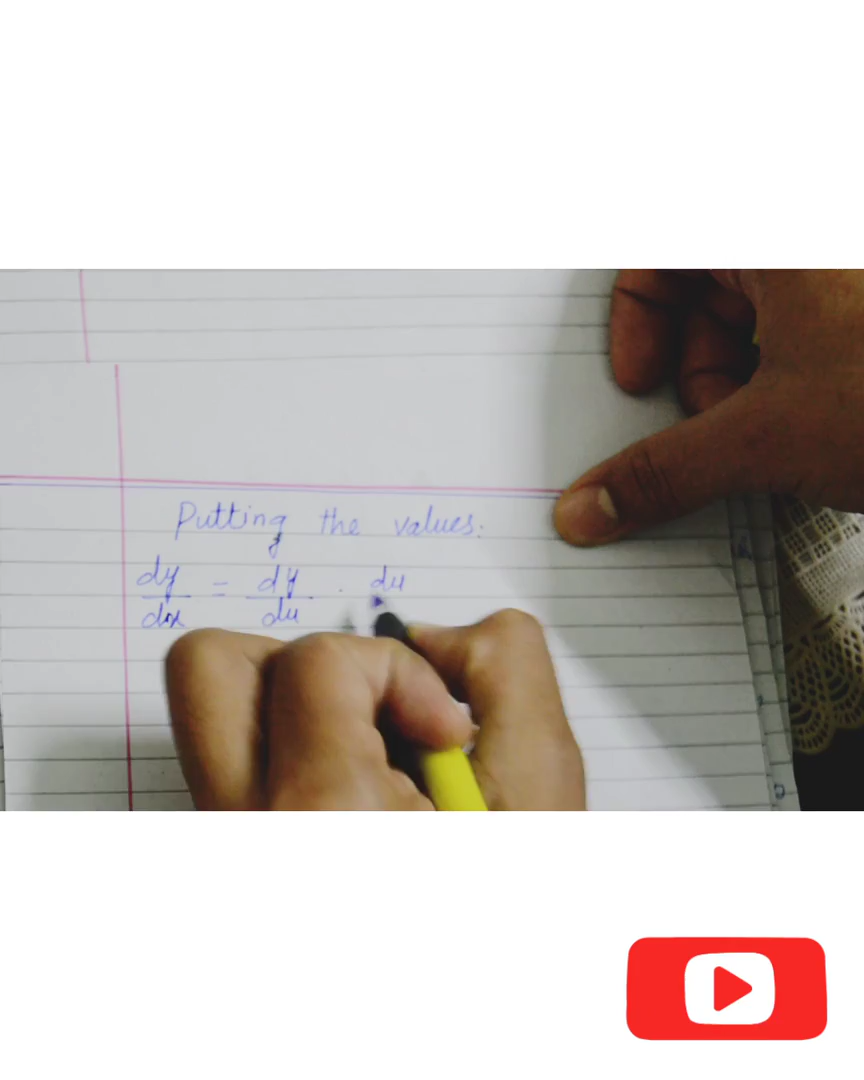 Putting the values:
dy/dx = dy/du . du